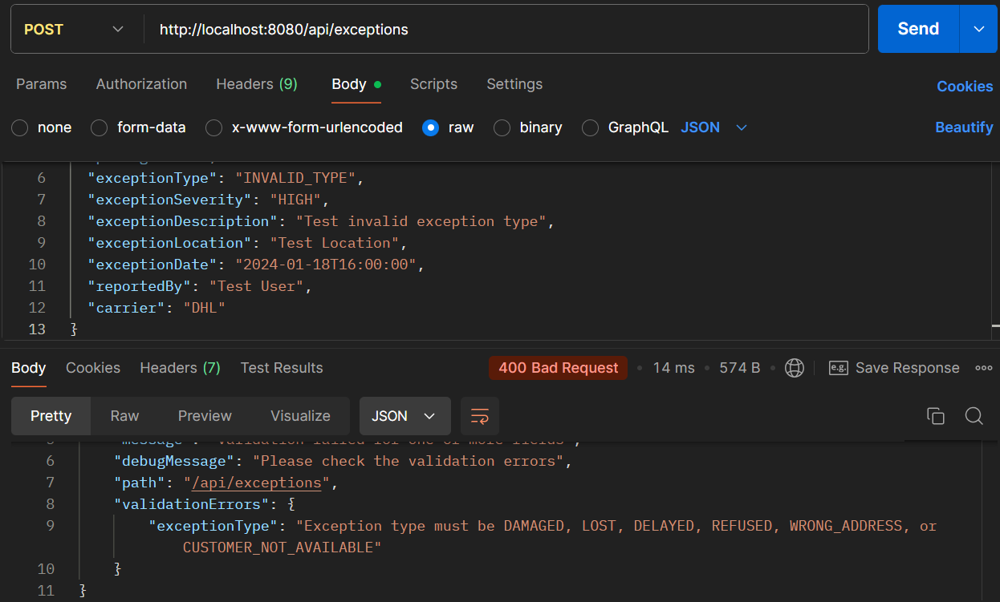 POST http://localhost:8080/api/exceptions Send
Params Authorization Headers (9) Body Scripts Settings Cookies
none form-data x-www-form-urlencoded raw binary GraphQL JSON Beautify
6 "exceptionType": "INVALID_TYPE",
7 "exceptionSeverity": "HIGH",
8 "exceptionDescription": "Test invalid exception type",
9 "exceptionLocation": "Test Location",
10 "exceptionDate": "2024-01-18T16:00:00",
11 "reportedBy": "Test User",
12 "carrier": "DHL"
13 }
Body Cookies Headers (7) Test Results 400 Bad Request 14 ms 574 B e.g. Save Response
Pretty Raw Preview Visualize JSON
5 "message": "Validation failed for one or more fields",
6 "debugMessage": "Please check the validation errors",
7 "path": "/api/exceptions",
8 "validationErrors": {
9 "exceptionType": "Exception type must be DAMAGED, LOST, DELAYED, REFUSED, WRONG_ADDRESS, or
CUSTOMER_NOT_AVAILABLE"
10 }
11 }